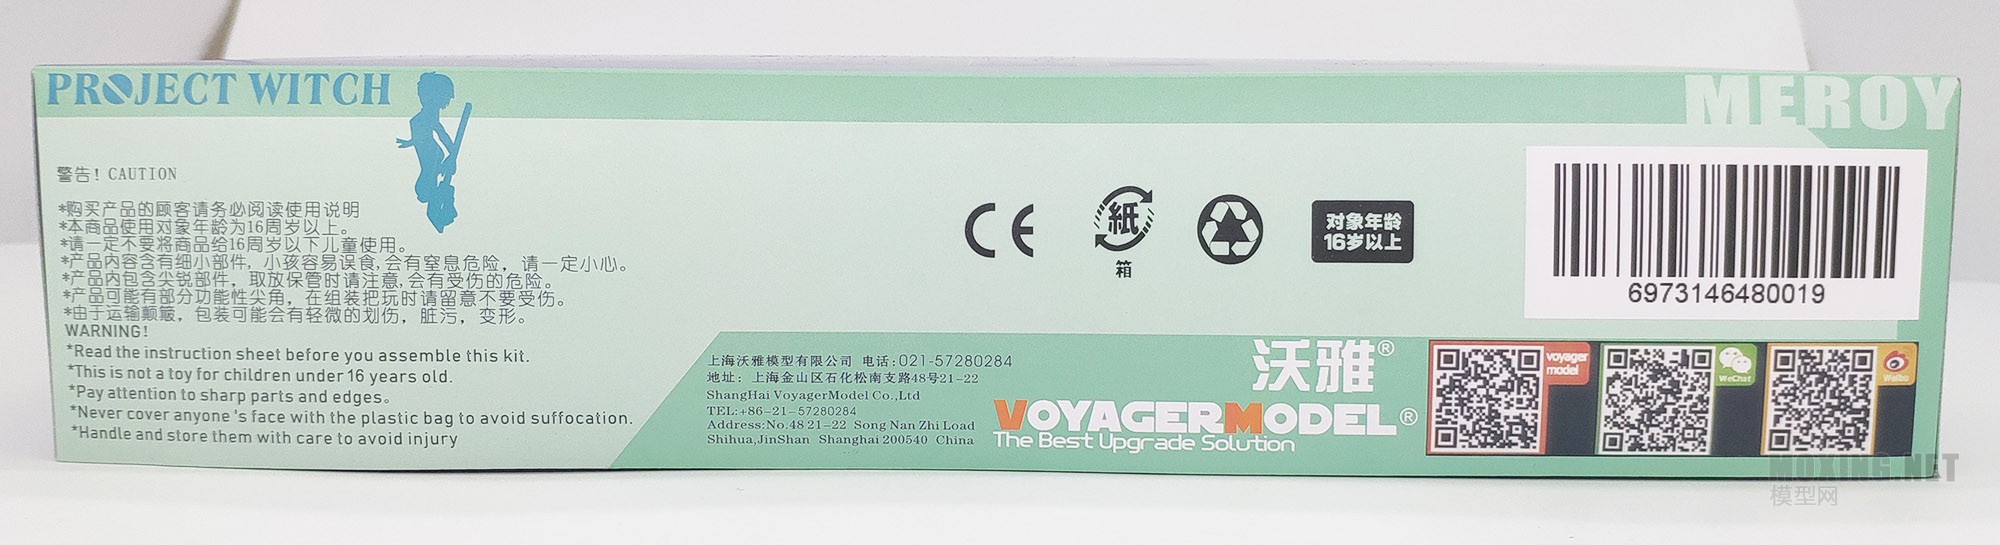 PROJECT WITCH
MEROY
警告! CAUTION
*购买产品的顾客请务必阅读使用说明
*本商品使用对象年龄为16周岁以上。
*请一定不要将商品给16周岁以下儿童使用。
*产品内容含有细小部件, 小孩容易误食,会有窒息危险，请一定小心。
*产品内包含尖锐部件，取放保管时请注意,会有受伤的危险。
*产品可能有部分功能性尖角，在组装把玩时请留意不要受伤。
*由于运输颠簸，包装可能会有轻微的划伤，脏污，变形。
WARNING!
*Read the instruction sheet before you assemble this kit.
*This is not a toy for children under 16 years old.
*Pay attention to sharp parts and edges.
*Never cover anyone 's face with the plastic bag to avoid suffocation.
*Handle and store them with care to avoid injury
CE
紙
箱
对象年龄
16岁以上
6973146480019
上海沃雅模型有限公司 电话:021-57280284
地址：上海金山区石化松南支路48号21-22
ShangHai VoyagerModel Co.,Ltd
TEL:+86-21-57280284
Address:No.48 21-22 Song Nan Zhi Load
Shihua,JinShan Shanghai 200540 China
沃雅®
VOYAGERMODEL®
The Best Upgrade Solution
voyager
model
WeChat
Weibo
MOXING.NET
模型网